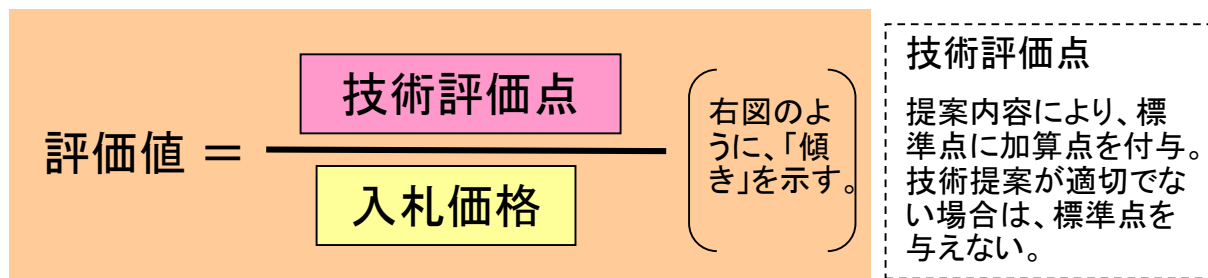 評価値 =
技術評価点
入札価格
右図のよ
うに、「傾
き」を示す。
技術評価点
提案内容により、標
準点に加算点を付与。
技術提案が適切でな
い場合は、標準点を
与えない。